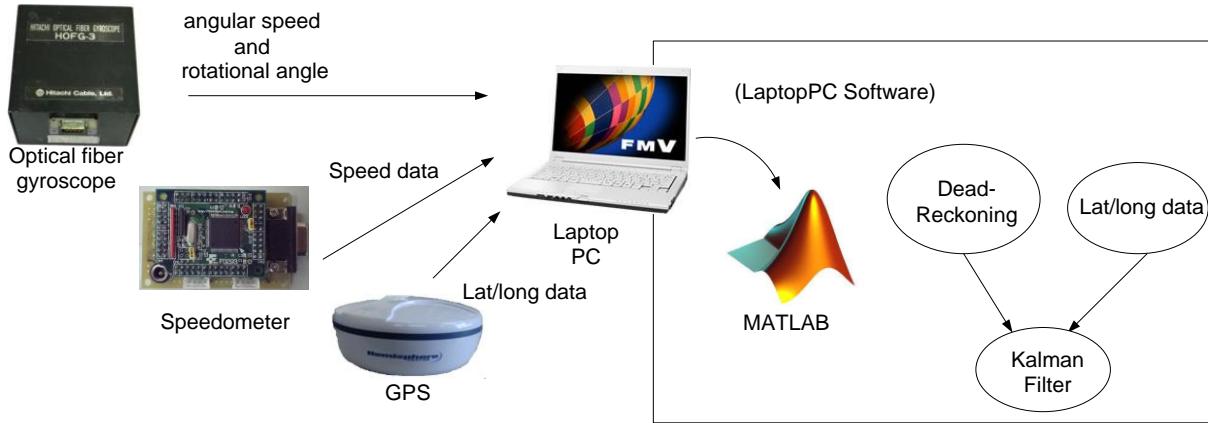 HITACHI OPTICAL FIBER GYROSCOPE
HOFG-3
Hitachi Cable, Ltd.
Optical fiber
gyroscope
angular speed
and
rotational angle
Speed data
Speedometer
Lat/long data
Hemisphere
GPS
FMV
Laptop
PC
(LaptopPC Software)
MATLAB
Dead-
Reckoning
Lat/long data
Kalman
Filter